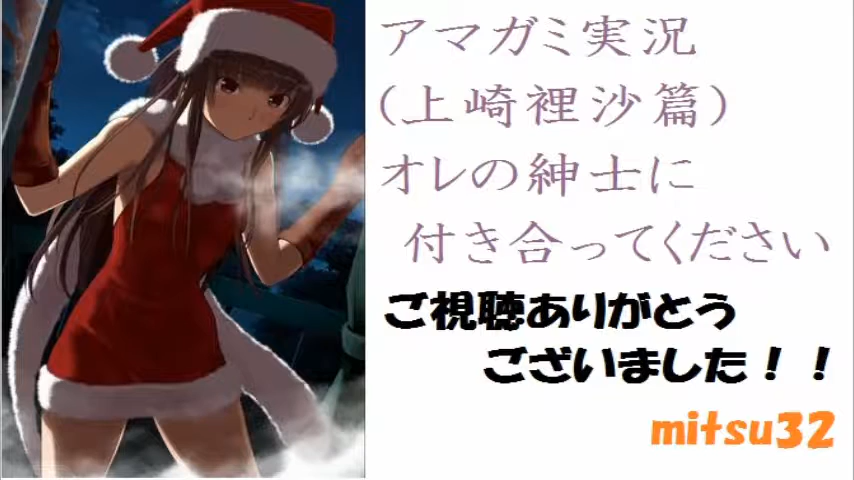 アマガミ実況
(上崎裡沙篇)
オレの紳士に
付き合ってください
ご視聴ありがとう
ございました！！
mitsu32